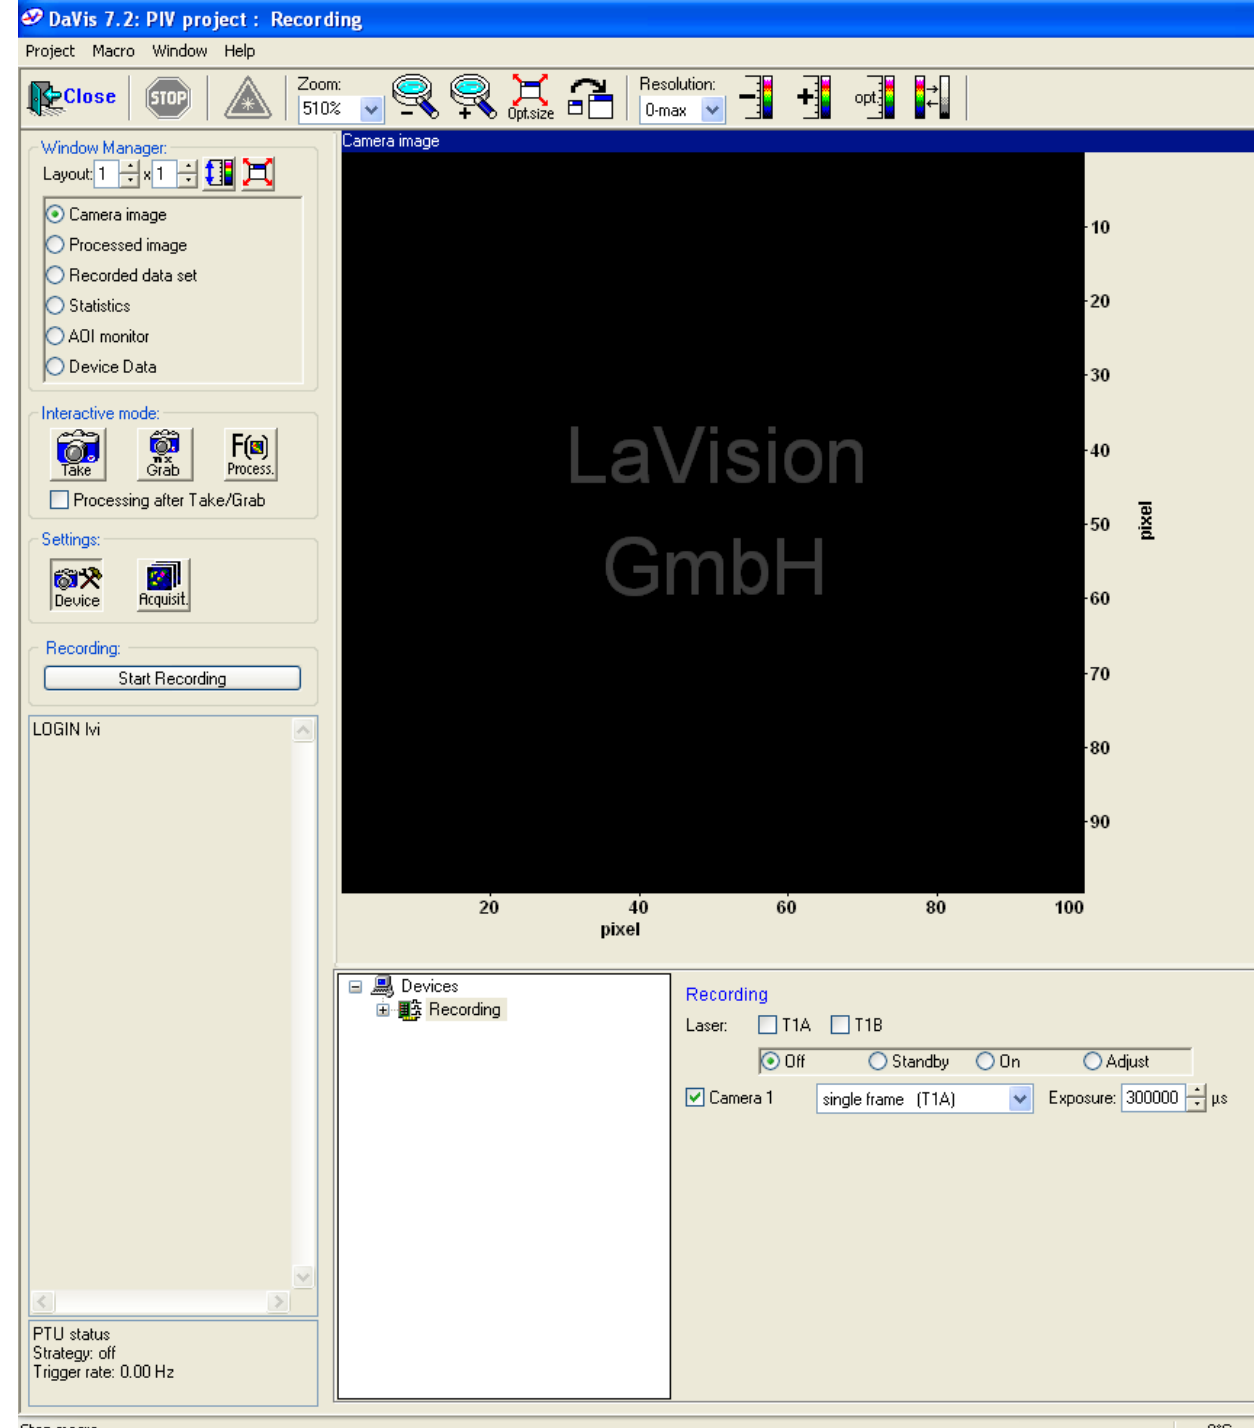 DaVis 7.2: PIV project : Recording
Project Macro Window Help
Close STOP Zoom: 510% Opt.size Resolution: 0-max opt.
Window Manager:
Layout: 1 x 1
Camera image
Processed image
Recorded data set
Statistics
AOI monitor
Device Data
Interactive mode:
Take
n x
Grab
F( )
Process.
Processing after Take/Grab
Settings:
Device
Acquisit.
Recording:
Start Recording
LOGIN lvi
PTU status
Strategy: off
Trigger rate: 0.00 Hz
Camera image
LaVision
GmbH
10
20
30
40
50
60
70
80
90
pixel
20 40 60 80 100
pixel
Devices
Recording
Recording
Laser: T1A T1B
Off Standby On Adjust
Camera 1 single frame (T1A) Exposure: 300000 µs